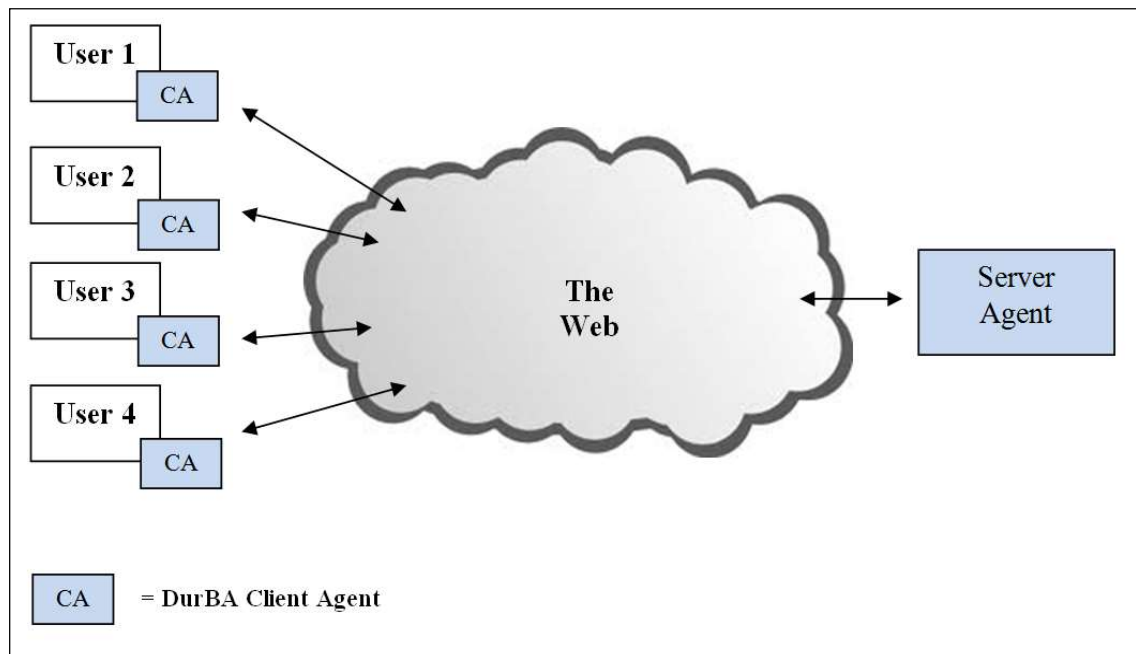 User 1
CA
User 2
CA
User 3
CA
User 4
CA
The
Web
Server
Agent
CA = DurBA Client Agent